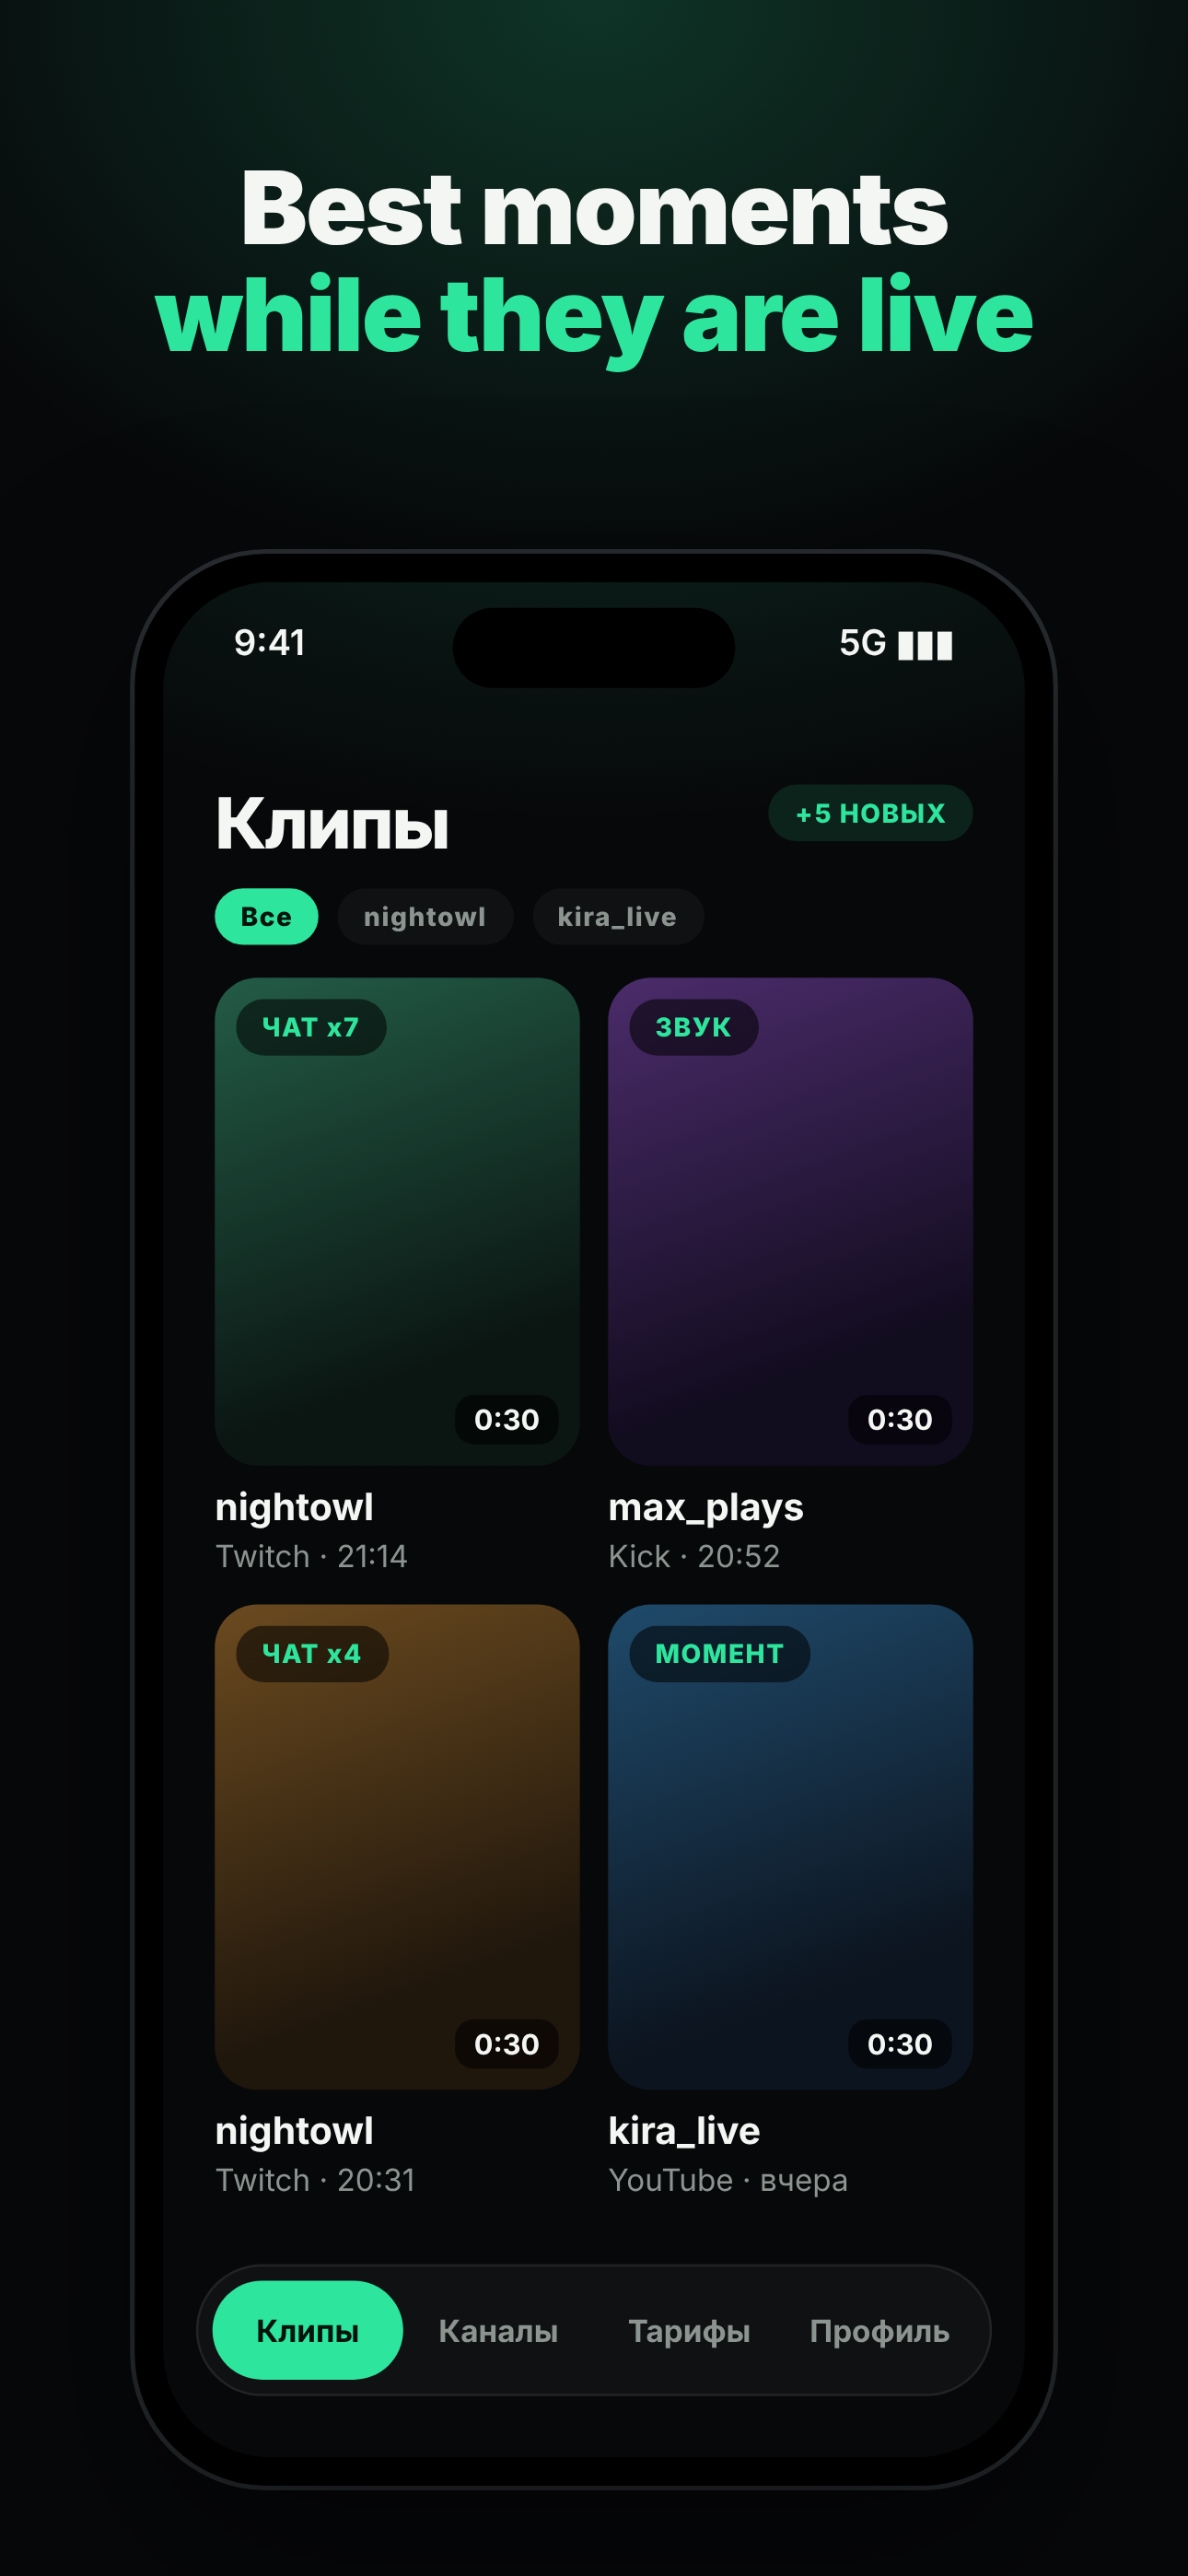 Best moments
while they are live
9:41
5G
Клипы
+5 НОВЫХ
Все nightowl kira_live
ЧАТ x7
ЗВУК
0:30
0:30
nightowl
Twitch · 21:14
max_plays
Kick · 20:52
ЧАТ x4
МОМЕНТ
0:30
0:30
nightowl
Twitch · 20:31
kira_live
YouTube · вчера
Клипы Каналы Тарифы Профиль